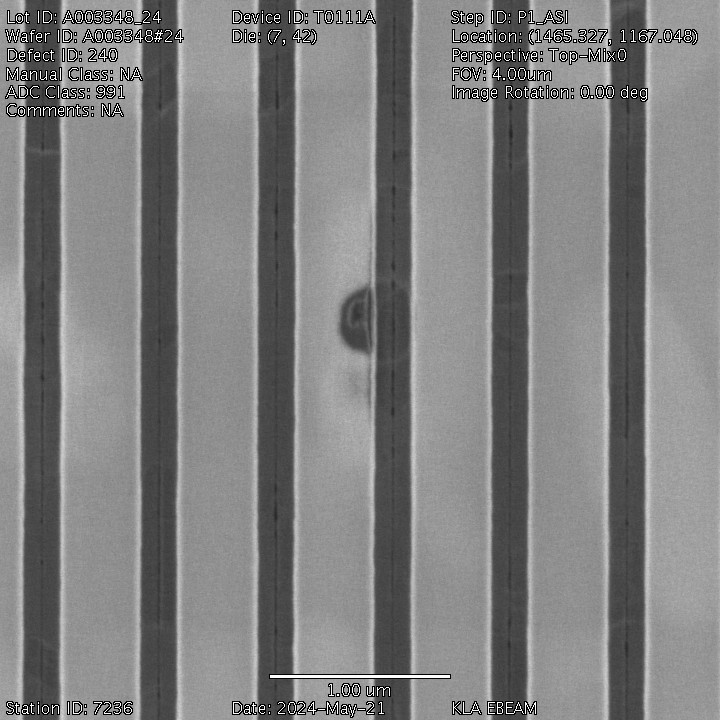 Lot ID: A003348_24
Wafer ID: A003348#24
Defect ID: 240
Manual Class: NA
ADC Class: 991
Comments: NA
Device ID: T0111A
Die: (7, 42)
Step ID: P1_ASI
Location: (1465.327, 1167.048)
Perspective: Top-Mix0
FOV: 4.00um
Image Rotation: 0.00 deg
1.00 um
Station ID: 7236
Date: 2024-May-21
KLA EBEAM